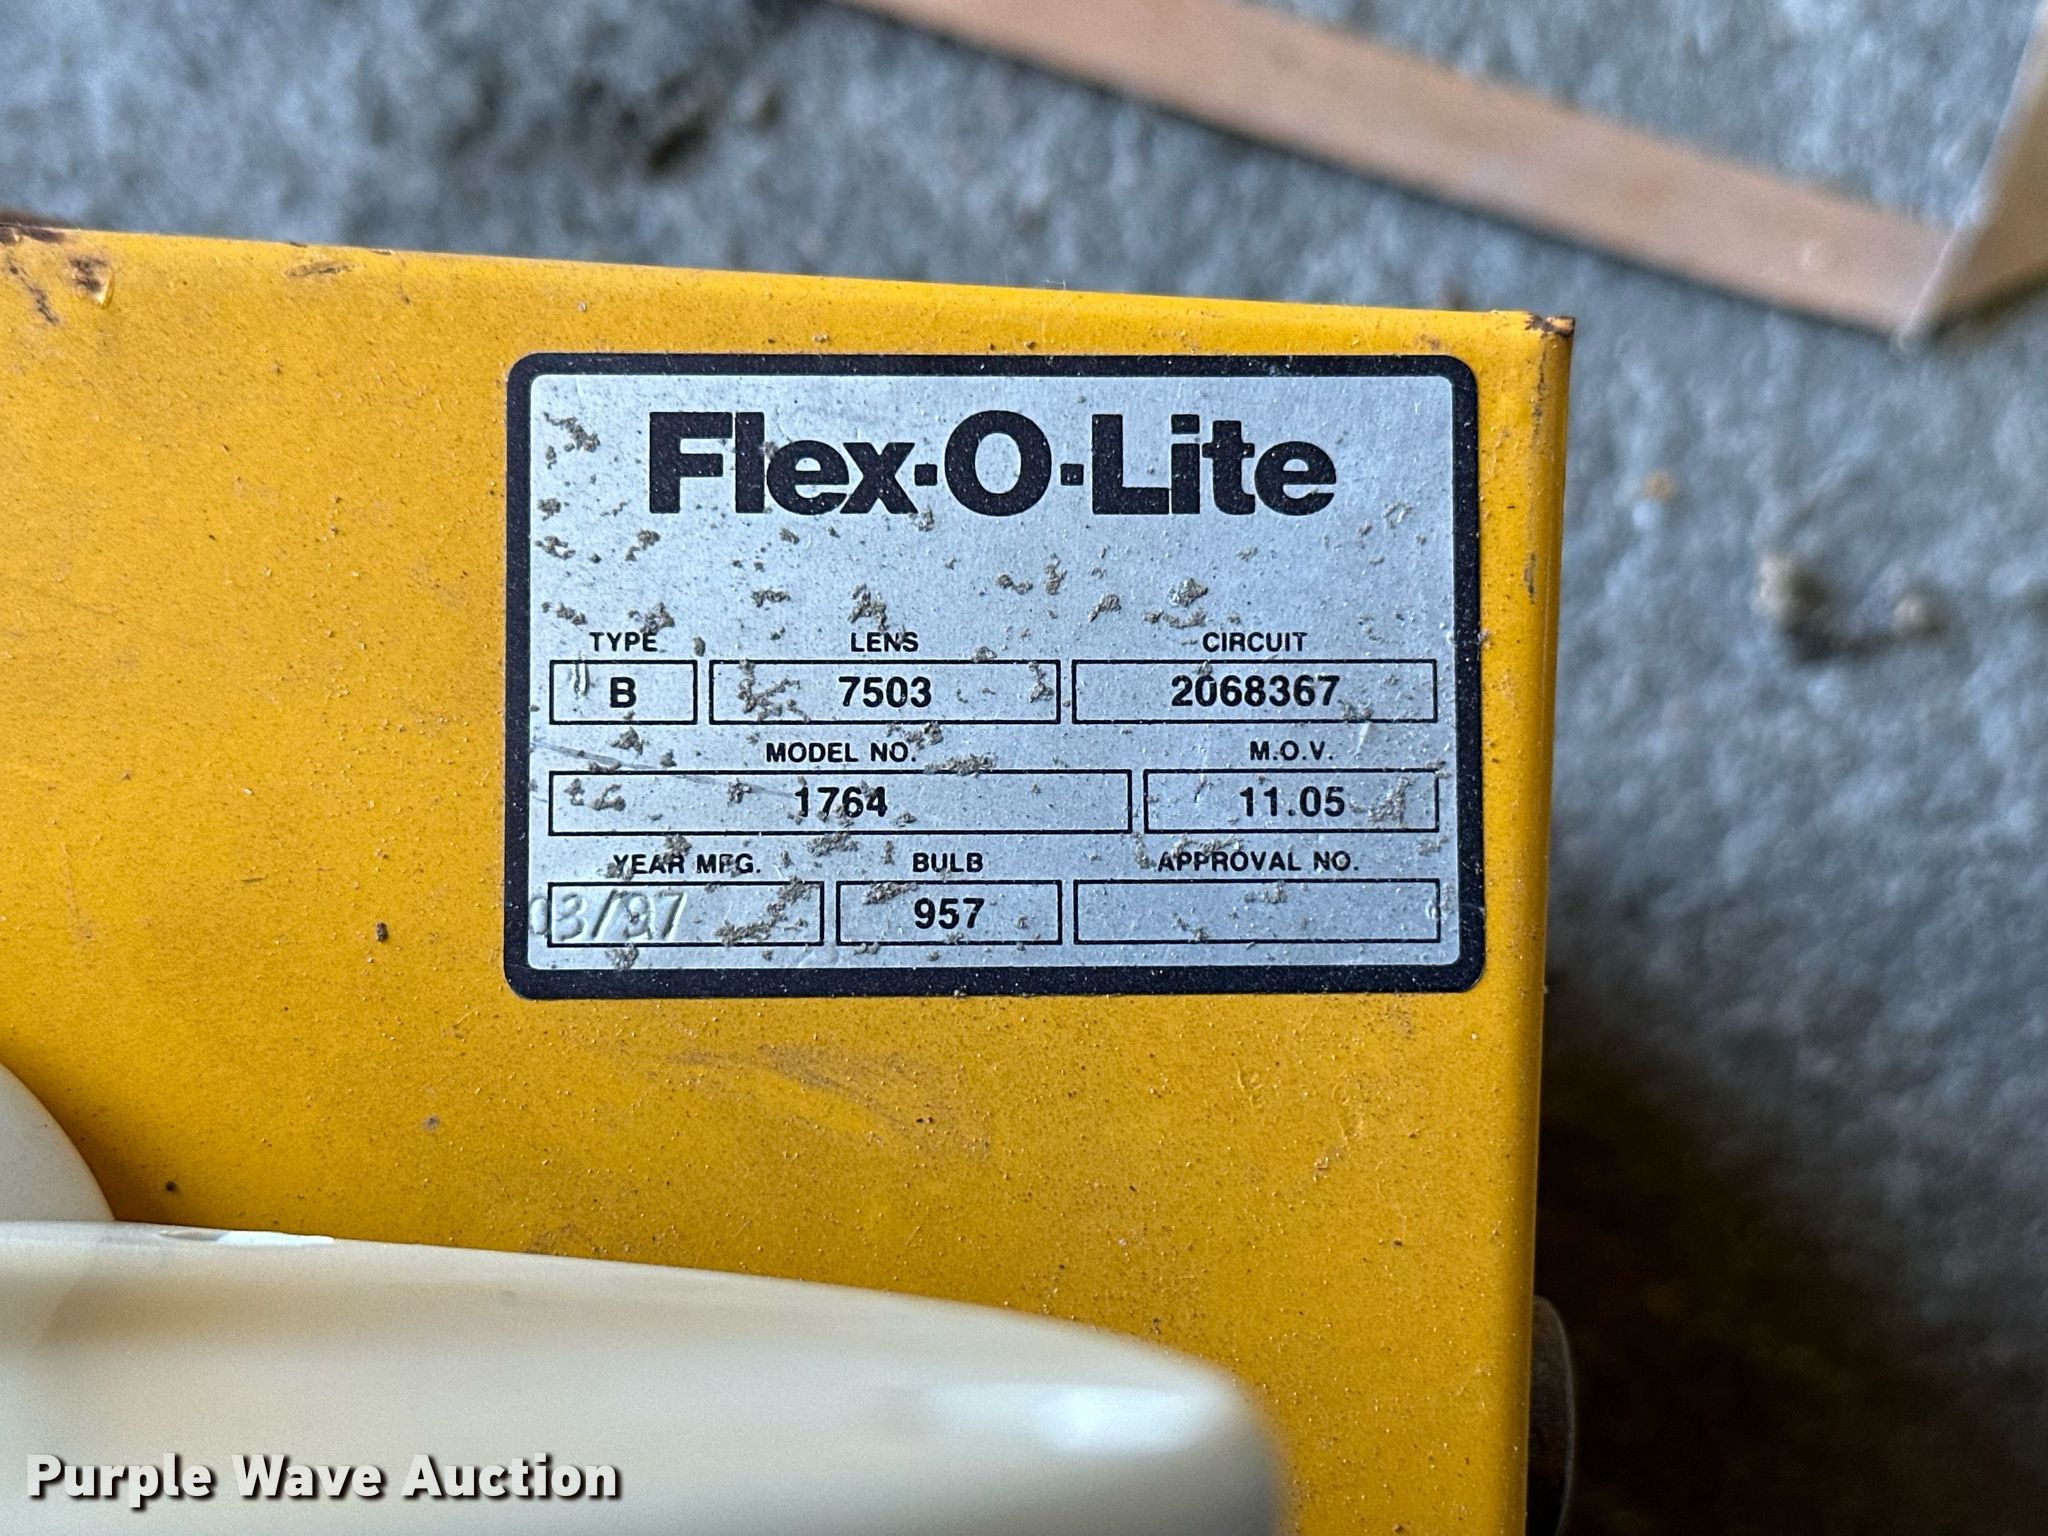 Flex-O-Lite
TYPE LENS CIRCUIT
B 7503 2068367
MODEL NO. M.O.V.
1764 11.05
YEAR MFG. BULB APPROVAL NO.
03/97 957
Purple Wave Auction